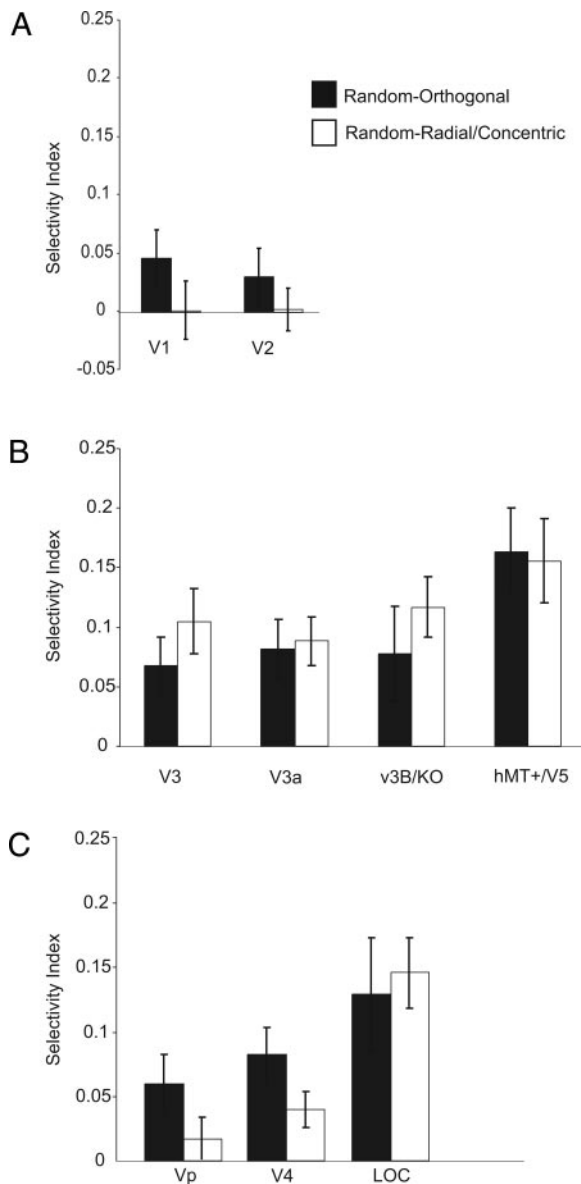 A
0.25
0.2
Random-Orthogonal
0.15
Random-Radial/Concentric
Selectivity Index
0.1
0.05
0
V1 V2
-0.05
B
0.25
0.2
0.15
Selectivity Index
0.1
0.05
0
V3 V3a v3B/KO hMT+/V5
C
0.25
0.2
0.15
Selectivity Index
0.1
0.05
0
Vp V4 LOC